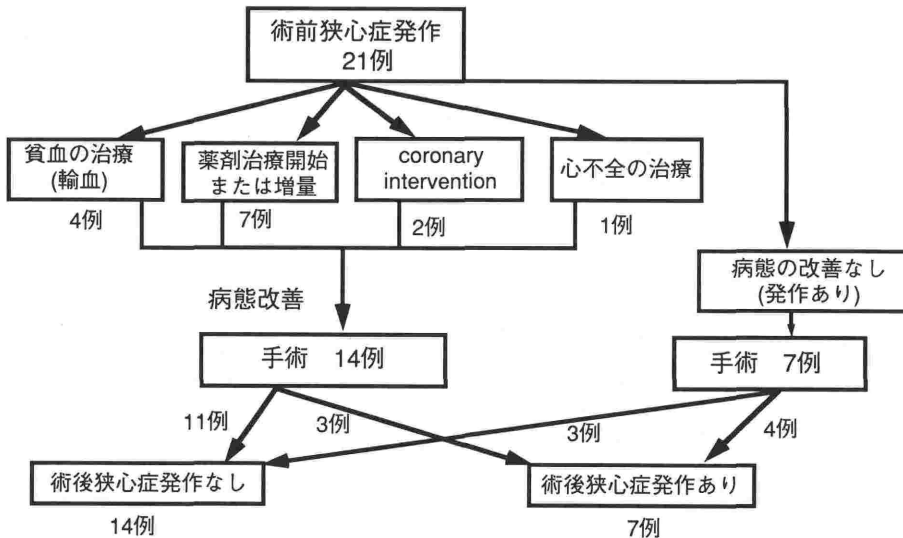 術前狭心症発作
21例
貧血の治療
(輸血)
薬剤治療開始
または増量
coronary
intervention
心不全の治療
4例
7例
2例
1例
病態の改善なし
(発作あり)
病態改善
手術 14例
手術 7例
11例
3例
3例
4例
術後狭心症発作なし
術後狭心症発作あり
14例
7例